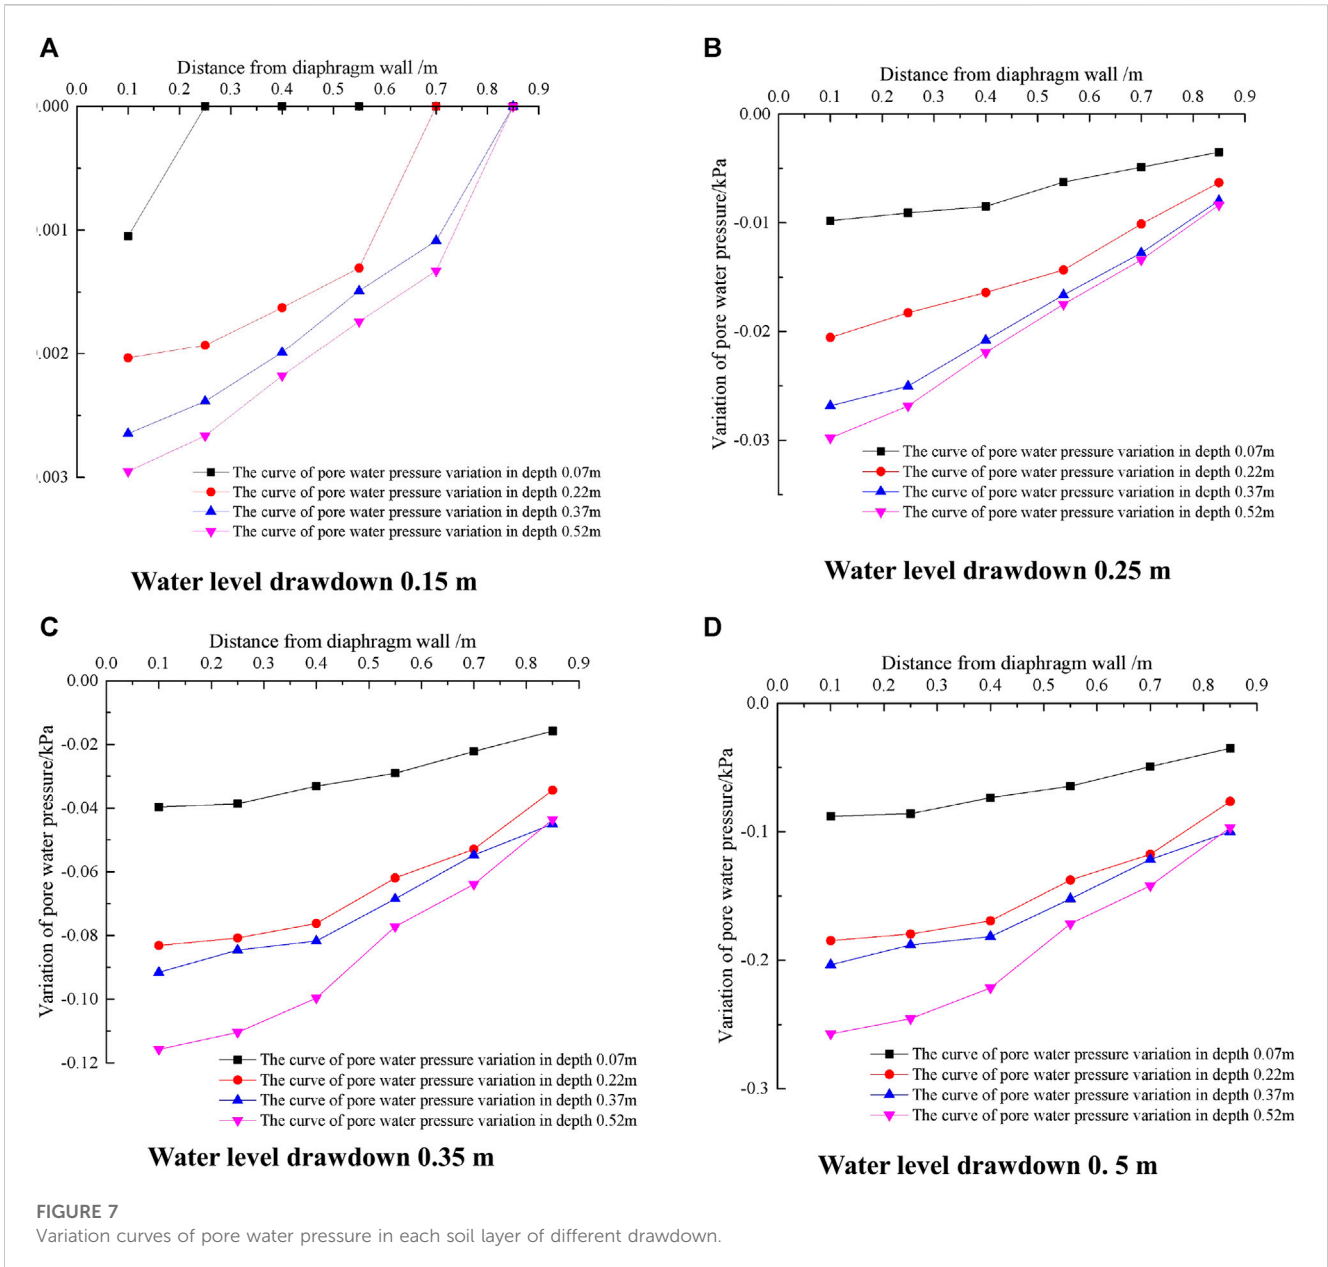 A
Distance from diaphragm wall /m
0.0 0.1 0.2 0.3 0.4 0.5 0.6 0.7 0.8 0.9
).000
).001
).002
).003
The curve of pore water pressure variation in depth 0.07m
The curve of pore water pressure variation in depth 0.22m
The curve of pore water pressure variation in depth 0.37m
The curve of pore water pressure variation in depth 0.52m
Water level drawdown 0.15 m
B
Distance from diaphragm wall /m
0.0 0.1 0.2 0.3 0.4 0.5 0.6 0.7 0.8 0.9
0.00
-0.01
-0.02
-0.03
Variation of pore water pressure/kPa
The curve of pore water pressure variation in depth 0.07m
The curve of pore water pressure variation in depth 0.22m
The curve of pore water pressure variation in depth 0.37m
The curve of pore water pressure variation in depth 0.52m
Water level drawdown 0.25 m
C
Distance from diaphragm wall /m
0.0 0.1 0.2 0.3 0.4 0.5 0.6 0.7 0.8 0.9
0.00
-0.02
-0.04
-0.06
-0.08
-0.10
-0.12
Variation of pore water pressure/kPa
The curve of pore water pressure variation in depth 0.07m
The curve of pore water pressure variation in depth 0.22m
The curve of pore water pressure variation in depth 0.37m
The curve of pore water pressure variation in depth 0.52m
Water level drawdown 0.35 m
D
Distance from diaphragm wall /m
0.0 0.1 0.2 0.3 0.4 0.5 0.6 0.7 0.8 0.9
0.0
-0.1
-0.2
-0.3
Variation of pore water pressure/kPa
The curve of pore water pressure variation in depth 0.07m
The curve of pore water pressure variation in depth 0.22m
The curve of pore water pressure variation in depth 0.37m
The curve of pore water pressure variation in depth 0.52m
Water level drawdown 0. 5 m
FIGURE 7
Variation curves of pore water pressure in each soil layer of different drawdown.